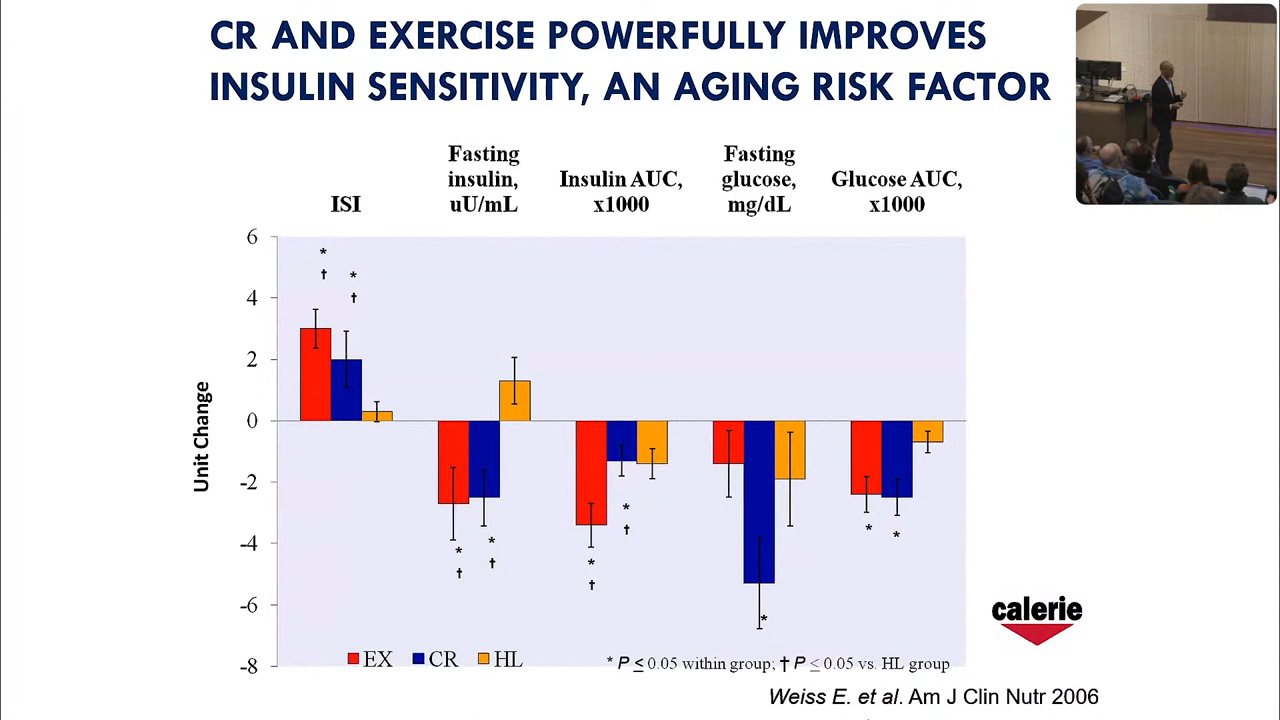 CR AND EXERCISE POWERFULLY IMPROVES
INSULIN SENSITIVITY, AN AGING RISK FACTOR
ISI
Fasting
insulin,
uU/mL
Insulin AUC,
x1000
Fasting
glucose,
mg/dL
Glucose AUC,
x1000
Unit Change
6
4
2
0
-2
-4
-6
-8
*
†
*
†
*
†
*
†
*
†
*
†
*
*
*
EX CR HL
* P ≤ 0.05 within group; † P ≤ 0.05 vs. HL group
calerie
Weiss E. et al. Am J Clin Nutr 2006